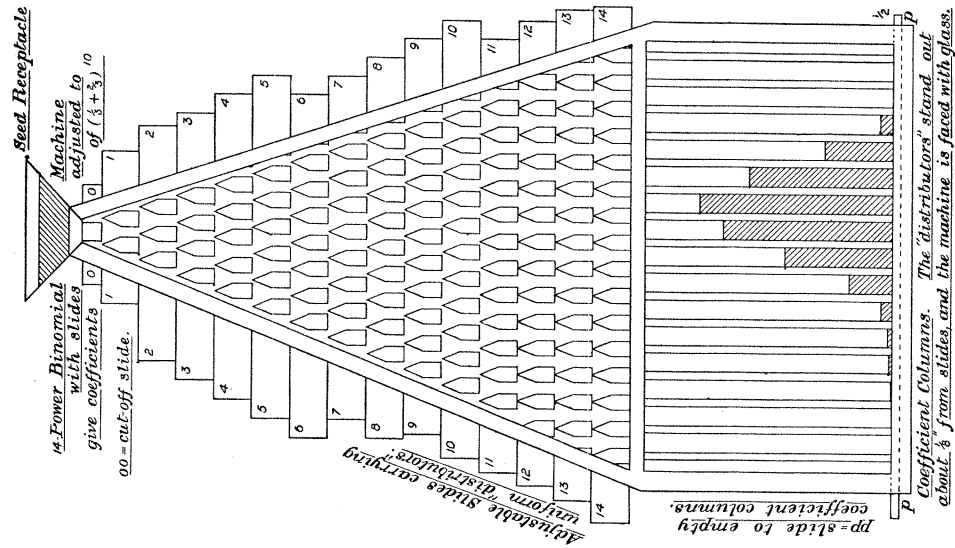 Seed Receptacle
14-Power Binomial Machine
with slides adjusted to
give coefficients of (⅓ + ⅔)¹⁰
00 = cut-off slide.
0 0
1 1
2 2
3 3
4 4
5 5
6 6
7 7
8 8
9 9
10 10
11 11
12 12
13 13
14 14
Adjustable Slides carrying
uniform "distributors".
pp = slide to empty
coefficient columns.
½
p p
Coefficient Columns. The "distributors" stand out
about from slides, and the machine is faced with glass.